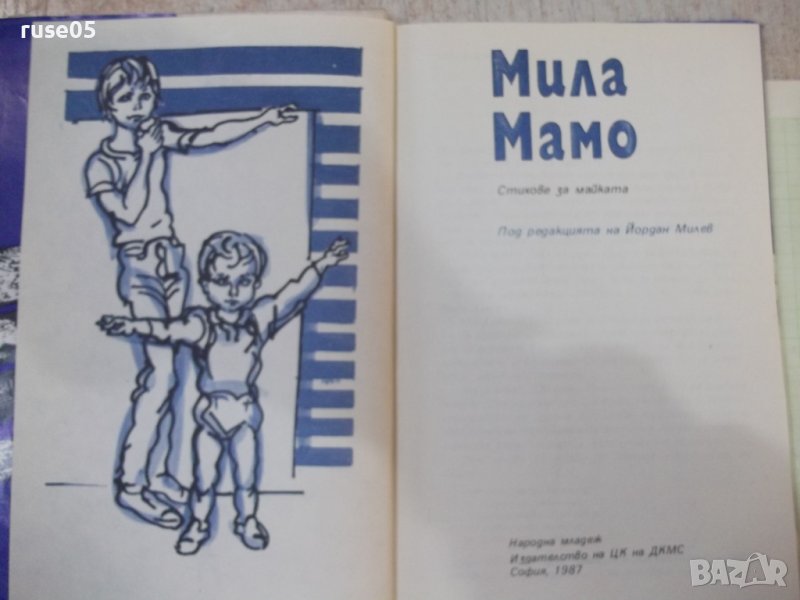 ruse05
Мила
Мамо
Стихове за майката
Под редакцията на Йордан Милев
Народна младеж
Издателство на ЦК на ДКМС
София, 1987
BAZAR